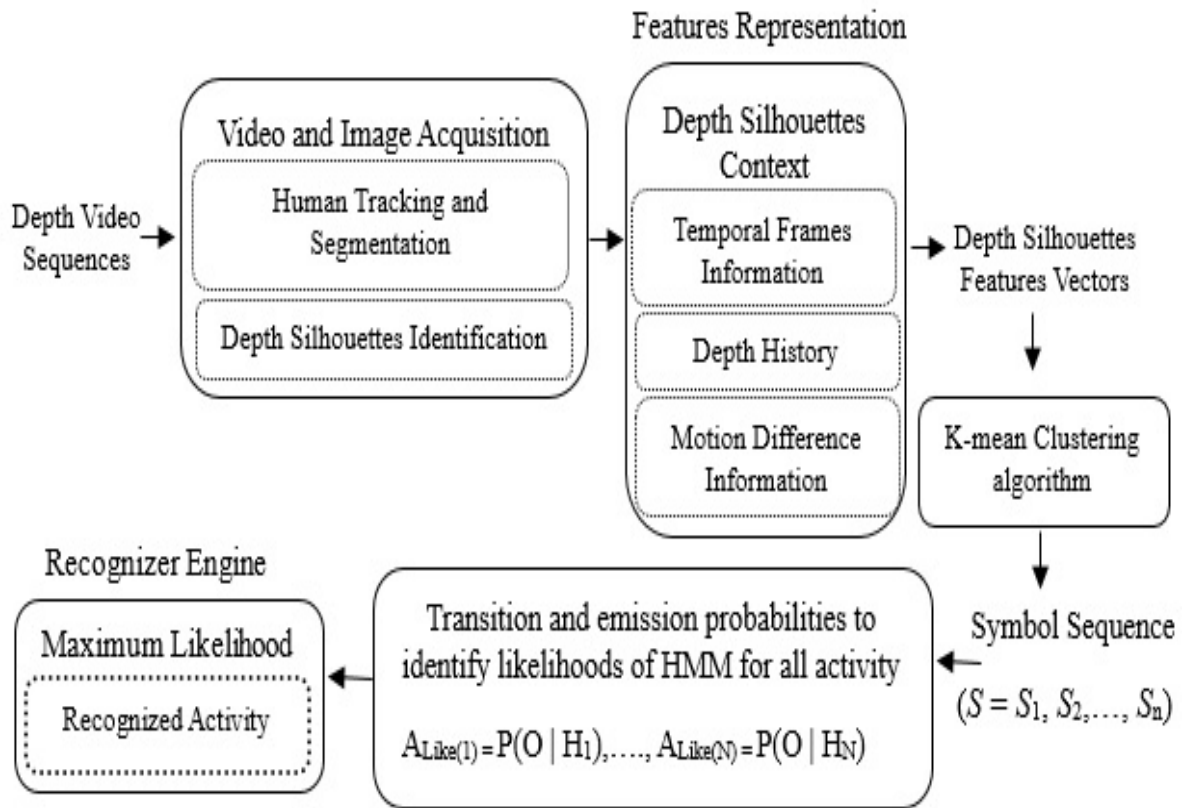 Features Representation
Video and Image Acquisition
Human Tracking and
Segmentation
Depth Silhouettes Identification
Depth Video
Sequences
Depth Silhouettes
Context
Temporal Frames
Information
Depth History
Motion Difference
Information
Depth Silhouettes
Features Vectors
K-mean Clustering
algorithm
Symbol Sequence
(S = S1, S2,…, Sn)
Transition and emission probabilities to
identify likelihoods of HMM for all activity
ALike(1) = P(O | H1),…., ALike(N) = P(O | HN)
Recognizer Engine
Maximum Likelihood
Recognized Activity